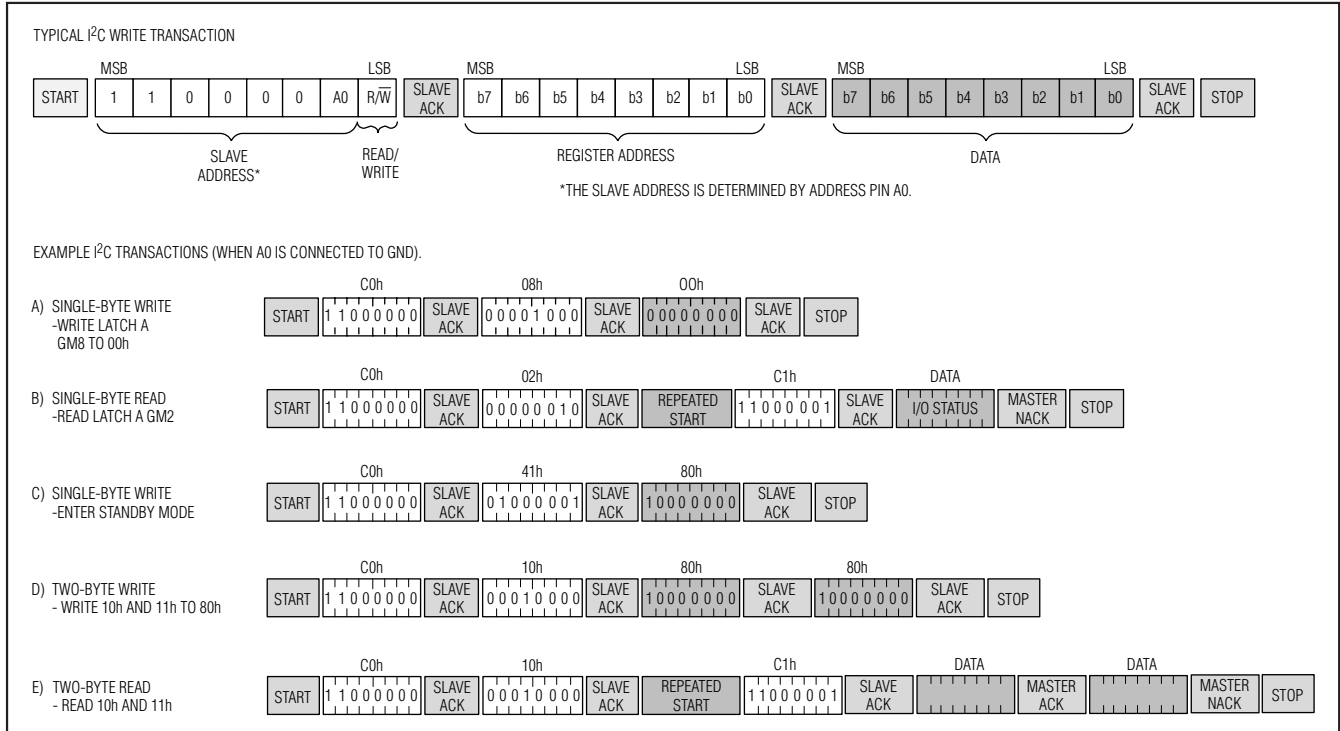 TYPICAL I²C WRITE TRANSACTION
MSB LSB MSB LSB MSB LSB
START 1 1 0 0 0 0 A0 R/W̅ SLAVE ACK b7 b6 b5 b4 b3 b2 b1 b0 SLAVE ACK b7 b6 b5 b4 b3 b2 b1 b0 SLAVE ACK STOP
SLAVE ADDRESS* READ/WRITE REGISTER ADDRESS DATA
*THE SLAVE ADDRESS IS DETERMINED BY ADDRESS PIN A0.
EXAMPLE I²C TRANSACTIONS (WHEN A0 IS CONNECTED TO GND).
C0h 08h 00h
A) SINGLE-BYTE WRITE
-WRITE LATCH A
GM8 TO 00h
START 1 1 0 0 0 0 0 0 SLAVE ACK 0 0 0 0 1 0 0 0 SLAVE ACK 0 0 0 0 0 0 0 0 SLAVE ACK STOP
C0h 02h C1h DATA
B) SINGLE-BYTE READ
-READ LATCH A GM2
START 1 1 0 0 0 0 0 0 SLAVE ACK 0 0 0 0 0 0 1 0 SLAVE ACK REPEATED START 1 1 0 0 0 0 0 1 SLAVE ACK I/O STATUS MASTER NACK STOP
C0h 41h 80h
C) SINGLE-BYTE WRITE
-ENTER STANDBY MODE
START 1 1 0 0 0 0 0 0 SLAVE ACK 0 1 0 0 0 0 0 1 SLAVE ACK 1 0 0 0 0 0 0 0 SLAVE ACK STOP
C0h 10h 80h 80h
D) TWO-BYTE WRITE
- WRITE 10h AND 11h TO 80h
START 1 1 0 0 0 0 0 0 SLAVE ACK 0 0 0 1 0 0 0 0 SLAVE ACK 1 0 0 0 0 0 0 0 SLAVE ACK 1 0 0 0 0 0 0 0 SLAVE ACK STOP
C0h 10h C1h DATA DATA
E) TWO-BYTE READ
- READ 10h AND 11h
START 1 1 0 0 0 0 0 0 SLAVE ACK 0 0 0 1 0 0 0 0 SLAVE ACK REPEATED START 1 1 0 0 0 0 0 1 SLAVE ACK MASTER ACK MASTER NACK STOP